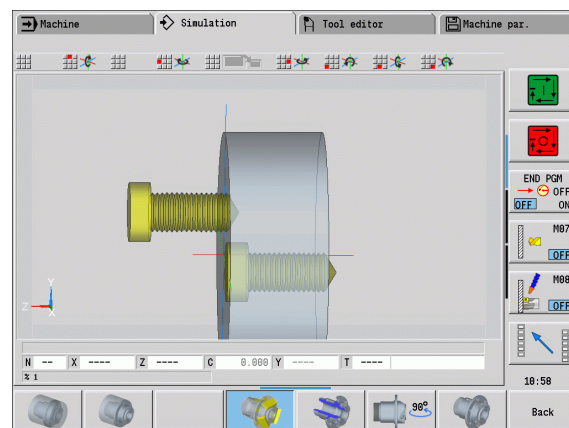 Machine
Simulation
Tool editor
Machine par.
END PGM
OFF
OFF ON
M07
OFF
M08
OFF
Y
Z
X
N -- X ---- Z ---- C 0.000 Y ---- T ----
% 1
10:58
90°
Back